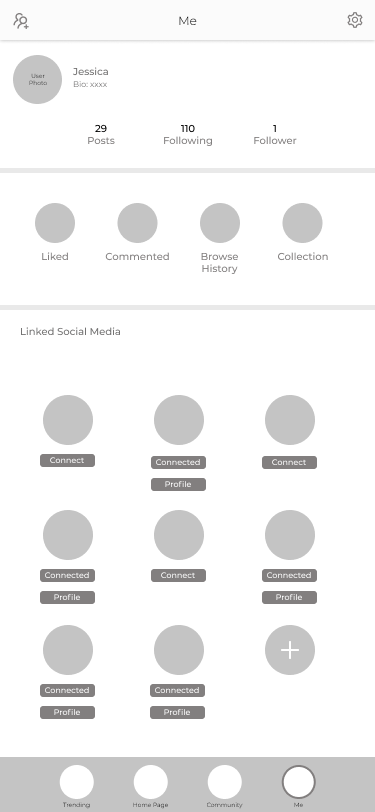 Me
User
Photo
Jessica
Bio: xxxx
29 110 1
Posts Following Follower
Liked Commented Browse History Collection
Linked Social Media
Connect Connected Connect
Profile
Connected Connect Connected
Profile Profile
Connected Connected
Profile Profile
Trending Home Page Community Me